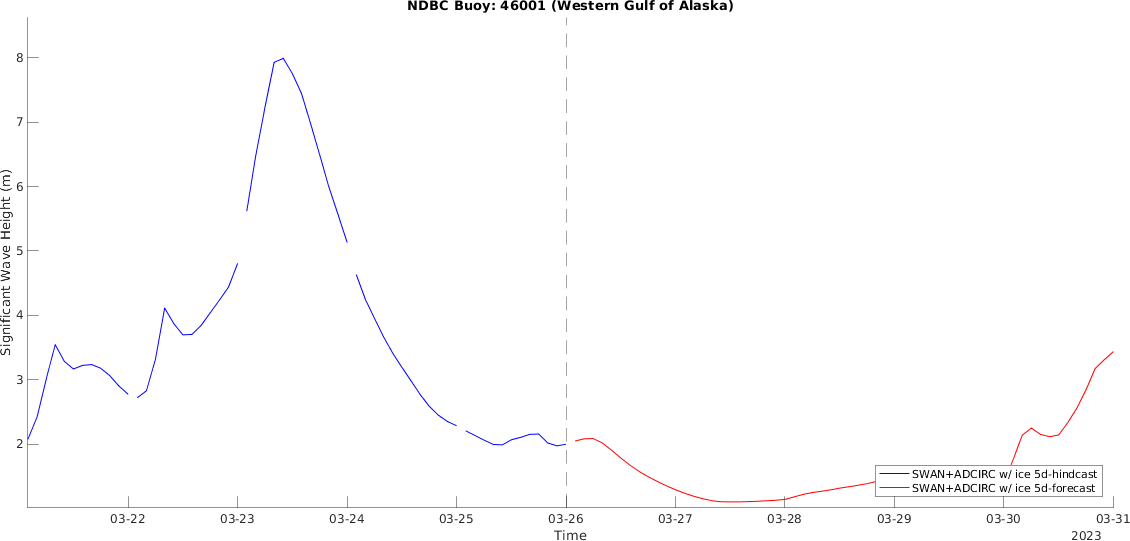 NDBC Buoy: 46001 (Western Gulf of Alaska)
Significant Wave Height (m)
8
7
6
5
4
3
2
SWAN+ADCIRC w/ ice 5d-hindcast
SWAN+ADCIRC w/ ice 5d-forecast
03-22 03-23 03-24 03-25 03-26 03-27 03-28 03-29 03-30 03-31
Time
2023